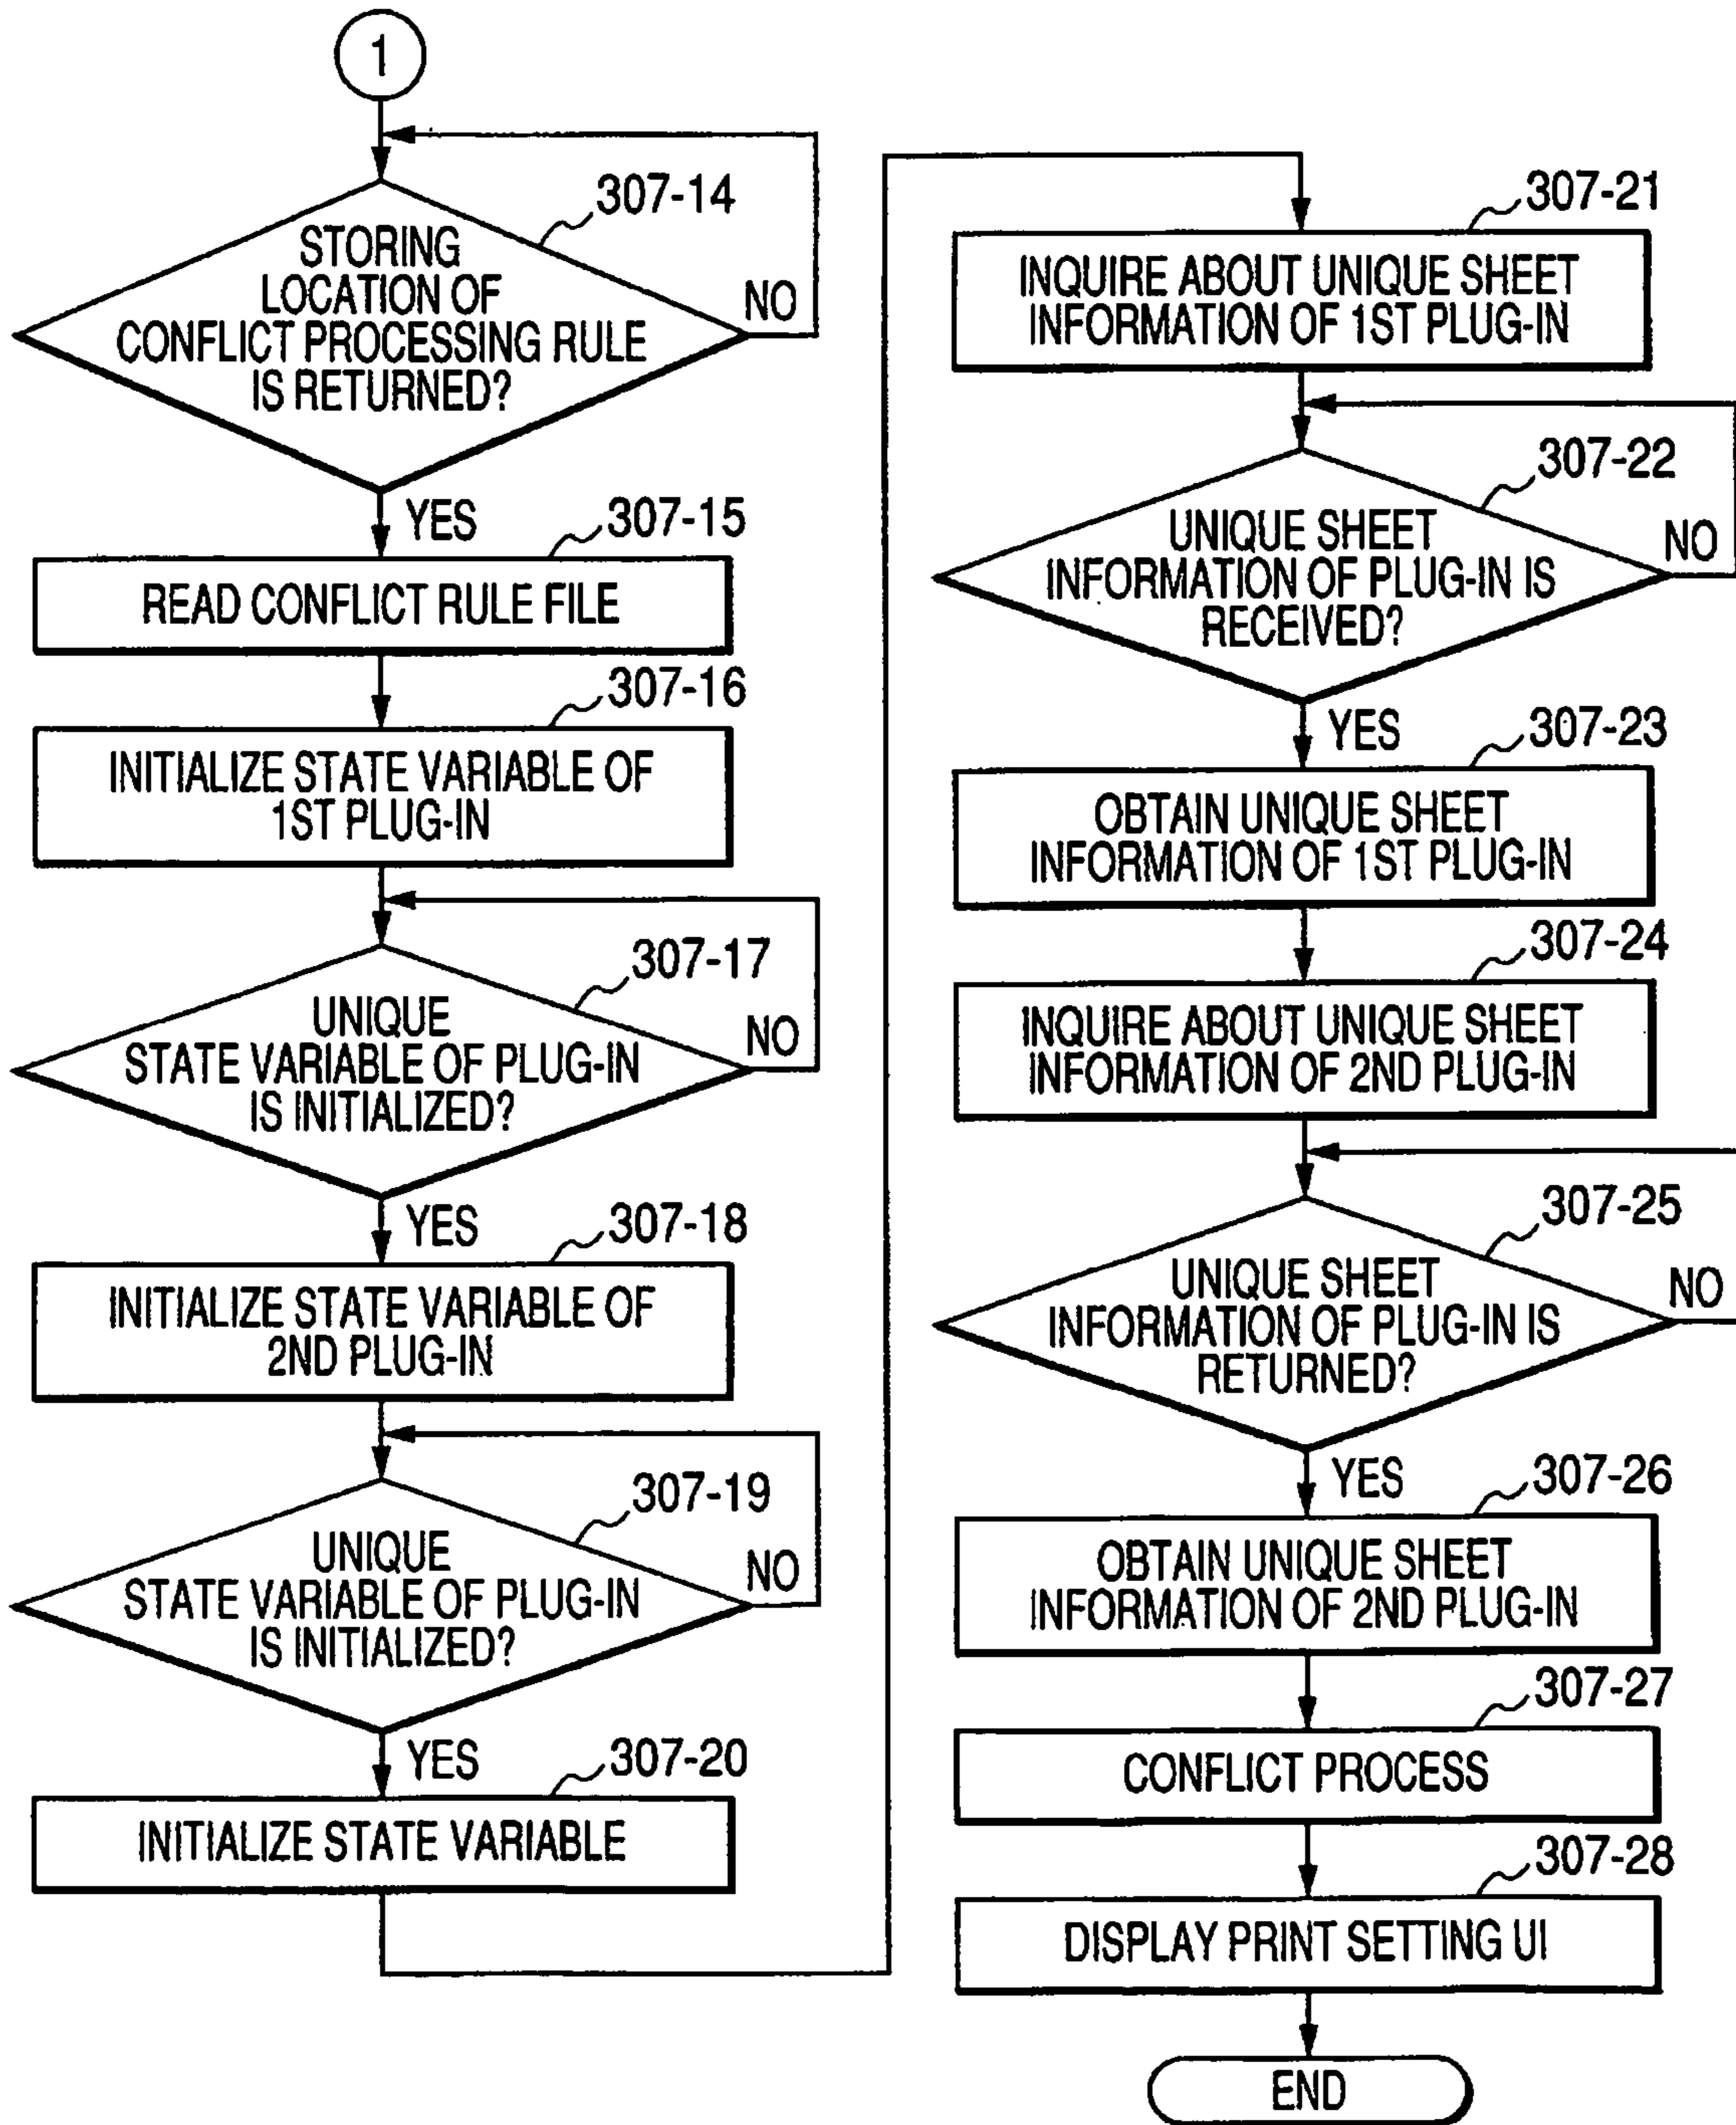 1
307-14
STORING
LOCATION OF
CONFLICT PROCESSING RULE
IS RETURNED?
NO
YES
307-15
READ CONFLICT RULE FILE
307-16
INITIALIZE STATE VARIABLE OF
1ST PLUG-IN
307-17
UNIQUE
STATE VARIABLE OF PLUG-IN
IS INITIALIZED?
NO
YES
307-18
INITIALIZE STATE VARIABLE OF
2ND PLUG-IN
307-19
UNIQUE
STATE VARIABLE OF PLUG-IN
IS INITIALIZED?
NO
YES
307-20
INITIALIZE STATE VARIABLE
307-21
INQUIRE ABOUT UNIQUE SHEET
INFORMATION OF 1ST PLUG-IN
307-22
UNIQUE SHEET
INFORMATION OF PLUG-IN IS
RECEIVED?
NO
YES
307-23
OBTAIN UNIQUE SHEET
INFORMATION OF 1ST PLUG-IN
307-24
INQUIRE ABOUT UNIQUE SHEET
INFORMATION OF 2ND PLUG-IN
307-25
UNIQUE SHEET
INFORMATION OF PLUG-IN IS
RETURNED?
NO
YES
307-26
OBTAIN UNIQUE SHEET
INFORMATION OF 2ND PLUG-IN
307-27
CONFLICT PROCESS
307-28
DISPLAY PRINT SETTING UI
END